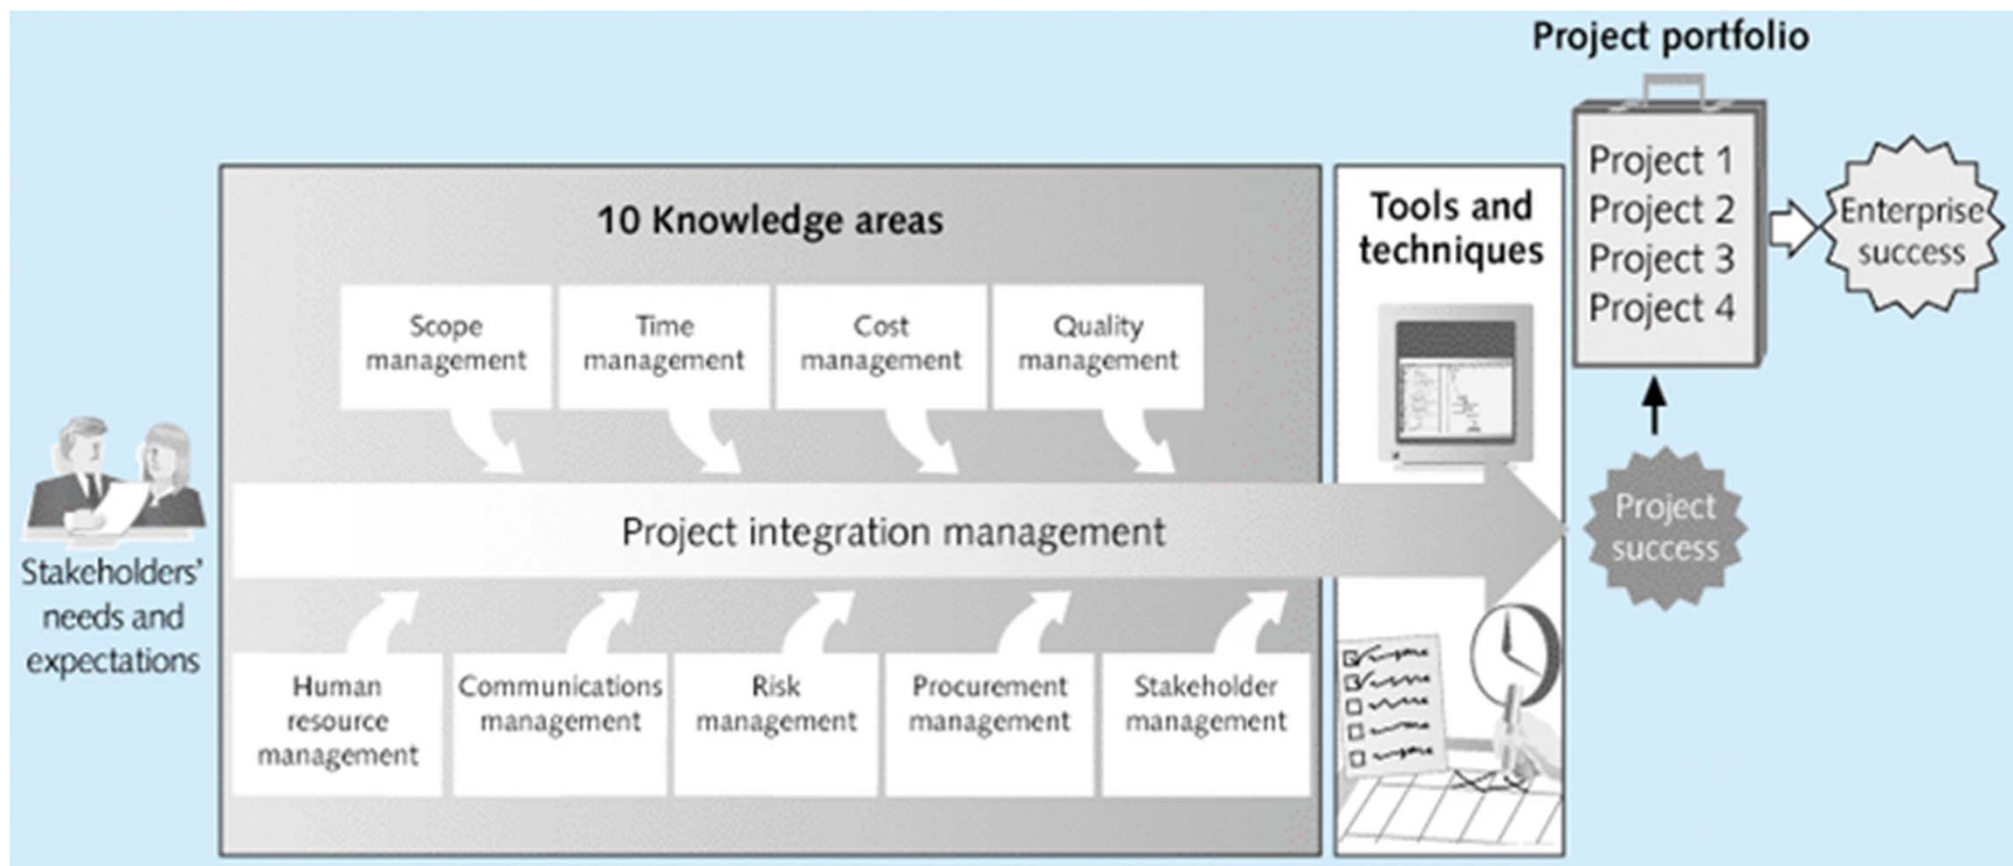 Project portfolio
Project 1
Project 2
Project 3
Project 4
Enterprise
success
10 Knowledge areas
Tools and
techniques
Scope
management
Time
management
Cost
management
Quality
management
Project integration management
Project
success
Stakeholders'
needs and
expectations
Human
resource
management
Communications
management
Risk
management
Procurement
management
Stakeholder
management